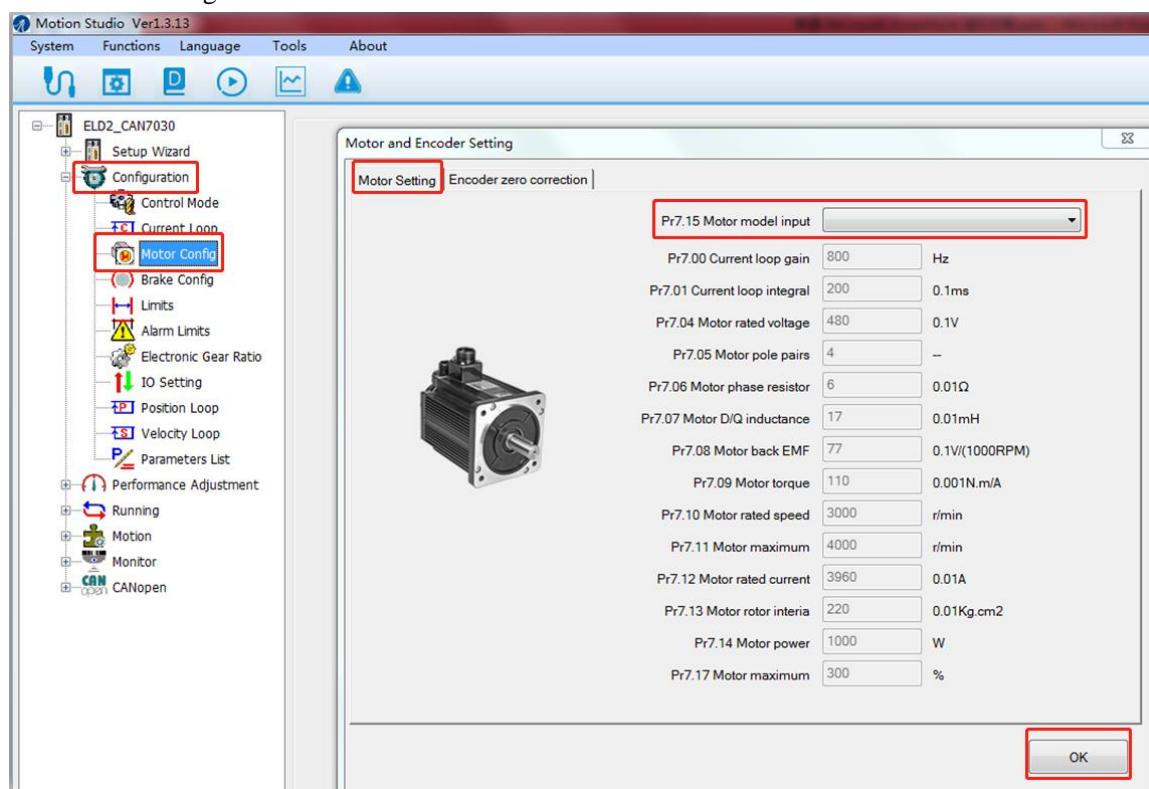 Motion Studio Ver1.3.13
System Functions Language Tools About
D
ELD2_CAN7030
Setup Wizard
Configuration
Control Mode
C Current Loop
Motor Config
Brake Config
Limits
Alarm Limits
Electronic Gear Ratio
IO Setting
P Position Loop
S Velocity Loop
P Parameters List
Performance Adjustment
Running
Motion
Monitor
CAN open CANopen
Motor and Encoder Setting
Motor Setting Encoder zero correction
Pr7.15 Motor model input
Pr7.00 Current loop gain 800 Hz
Pr7.01 Current loop integral 200 0.1ms
Pr7.04 Motor rated voltage 480 0.1V
Pr7.05 Motor pole pairs 4 --
Pr7.06 Motor phase resistor 6 0.01Ω
Pr7.07 Motor D/Q inductance 17 0.01mH
Pr7.08 Motor back EMF 77 0.1V/(1000RPM)
Pr7.09 Motor torque 110 0.001N.m/A
Pr7.10 Motor rated speed 3000 r/min
Pr7.11 Motor maximum 4000 r/min
Pr7.12 Motor rated current 3960 0.01A
Pr7.13 Motor rotor interia 220 0.01Kg.cm2
Pr7.14 Motor power 1000 W
Pr7.17 Motor maximum 300 %
OK